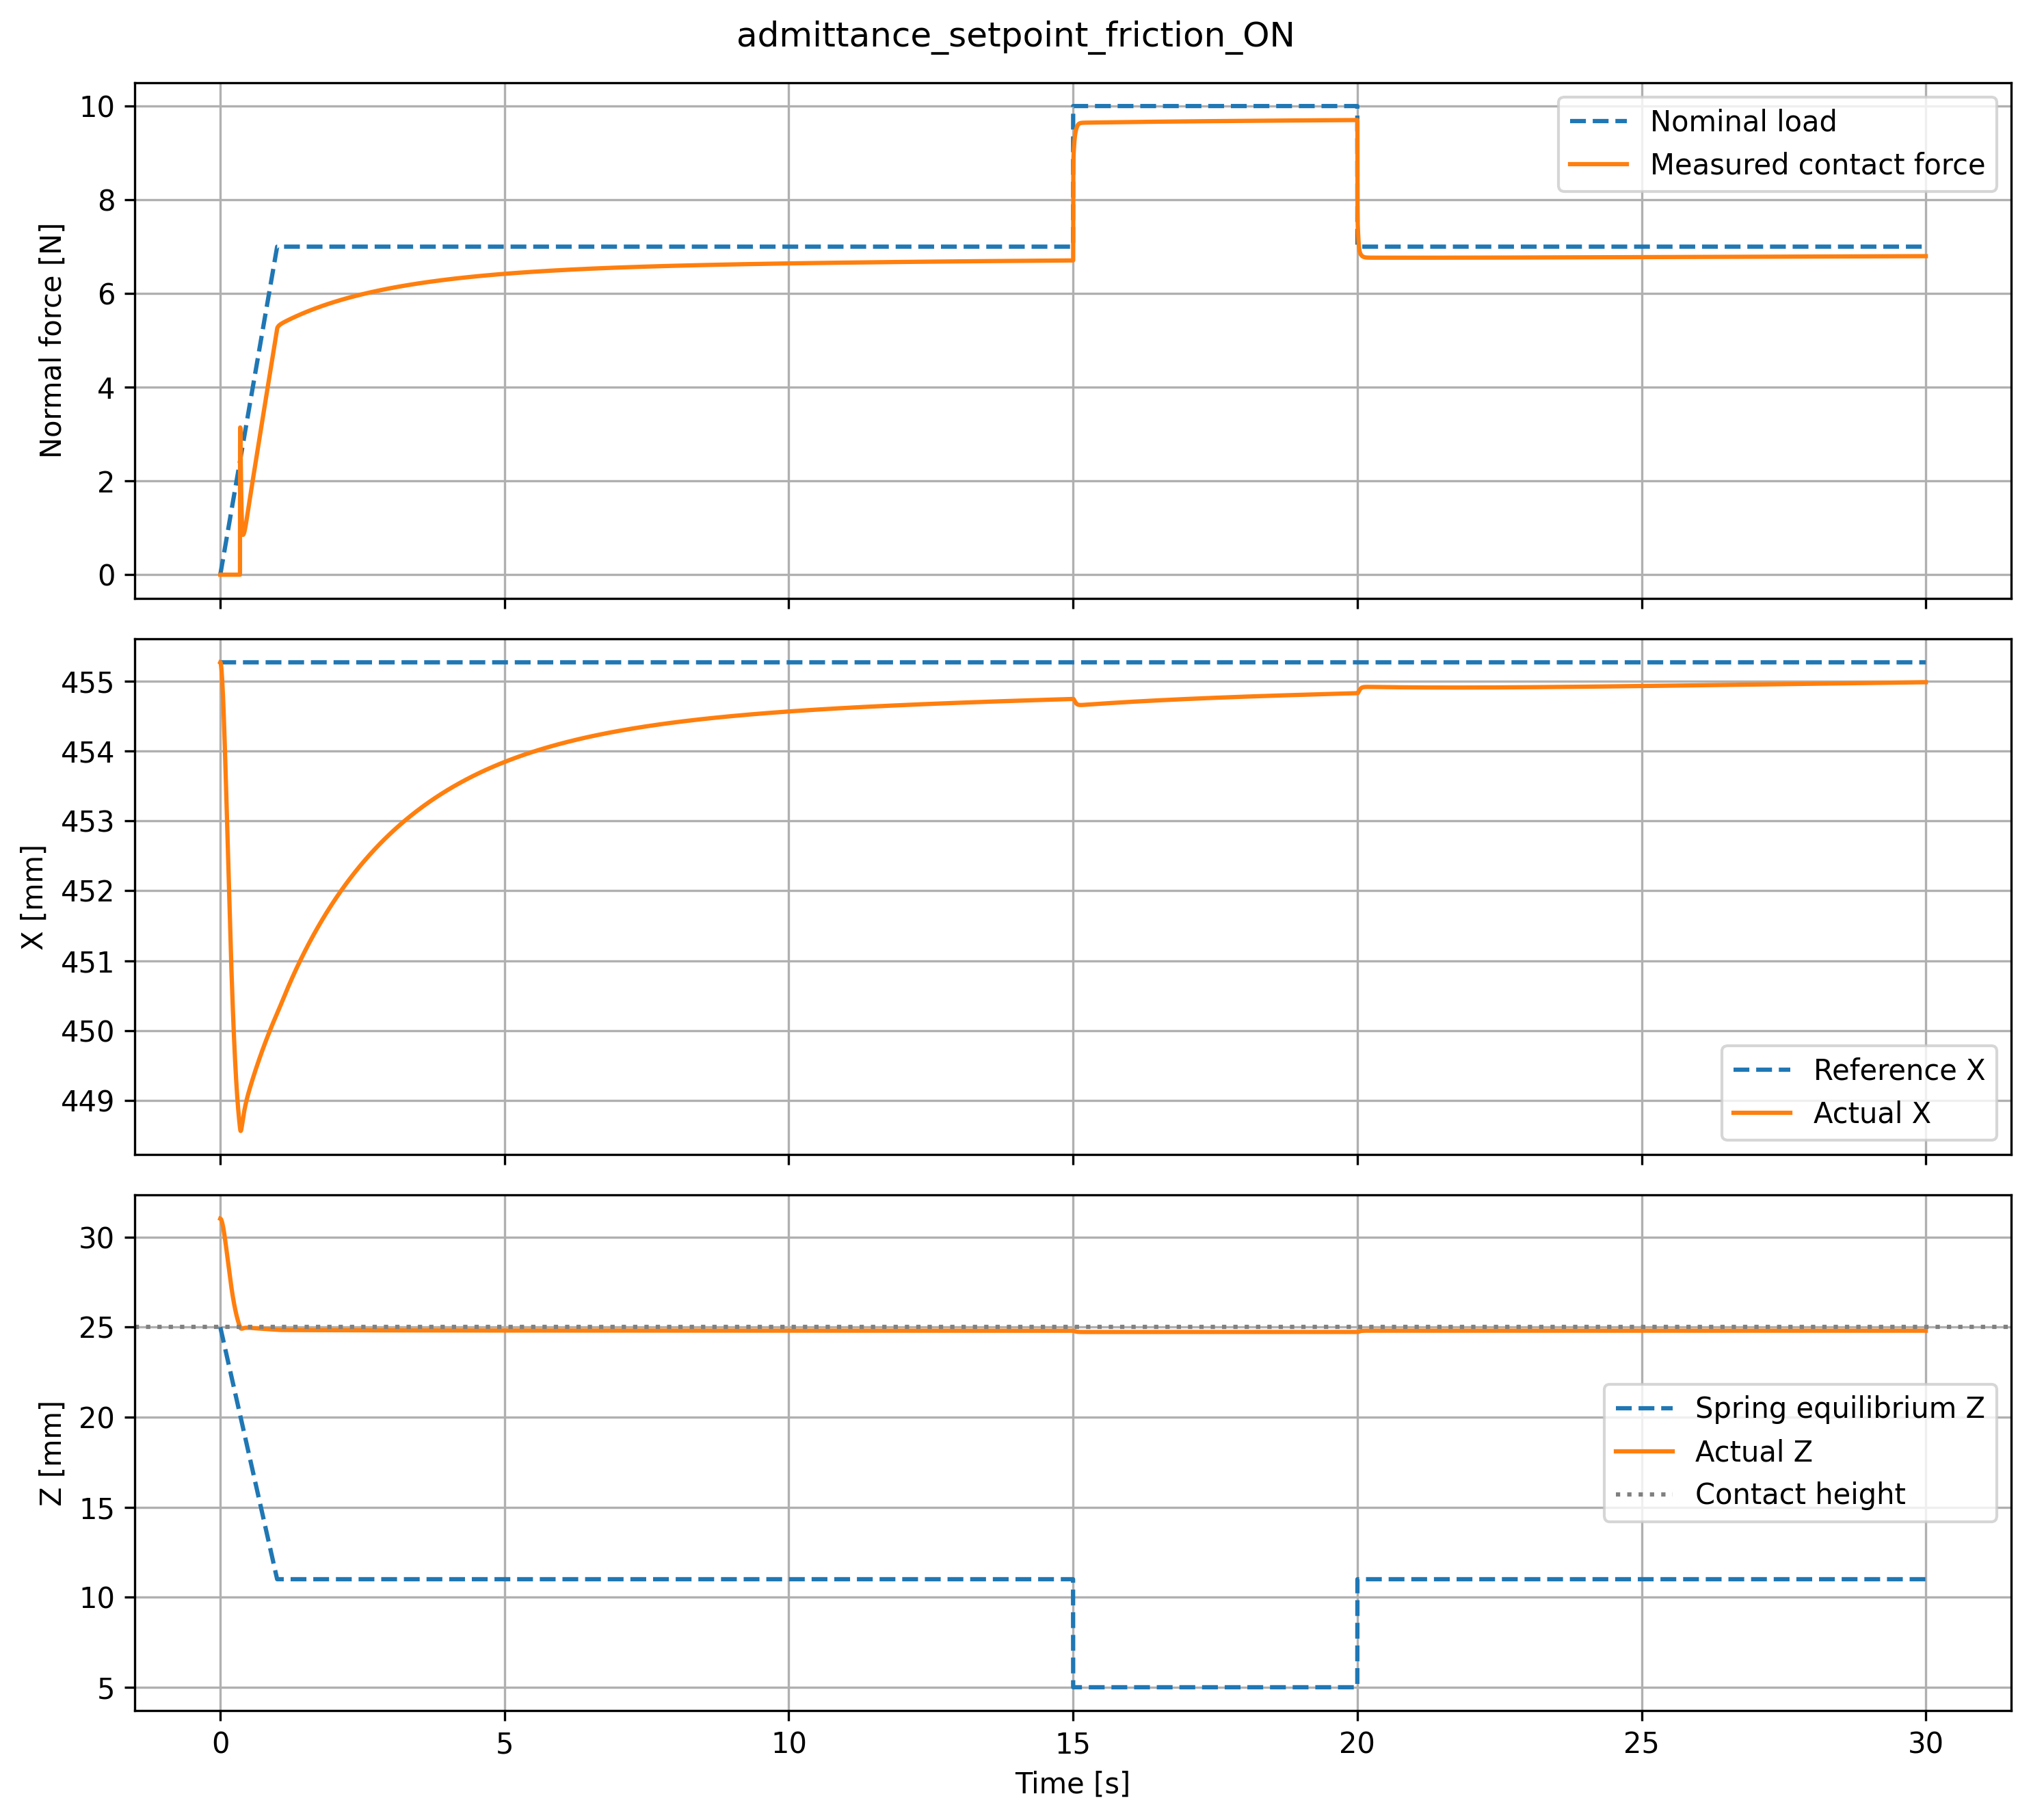 admittance_setpoint_friction_ON
10
8
6
4
2
0
Normal force [N]
Nominal load
Measured contact force
455
454
453
452
451
450
449
X [mm]
Reference X
Actual X
30
25
20
15
10
5
Z [mm]
Spring equilibrium Z
Actual Z
Contact height
0 5 10 15 20 25 30
Time [s]